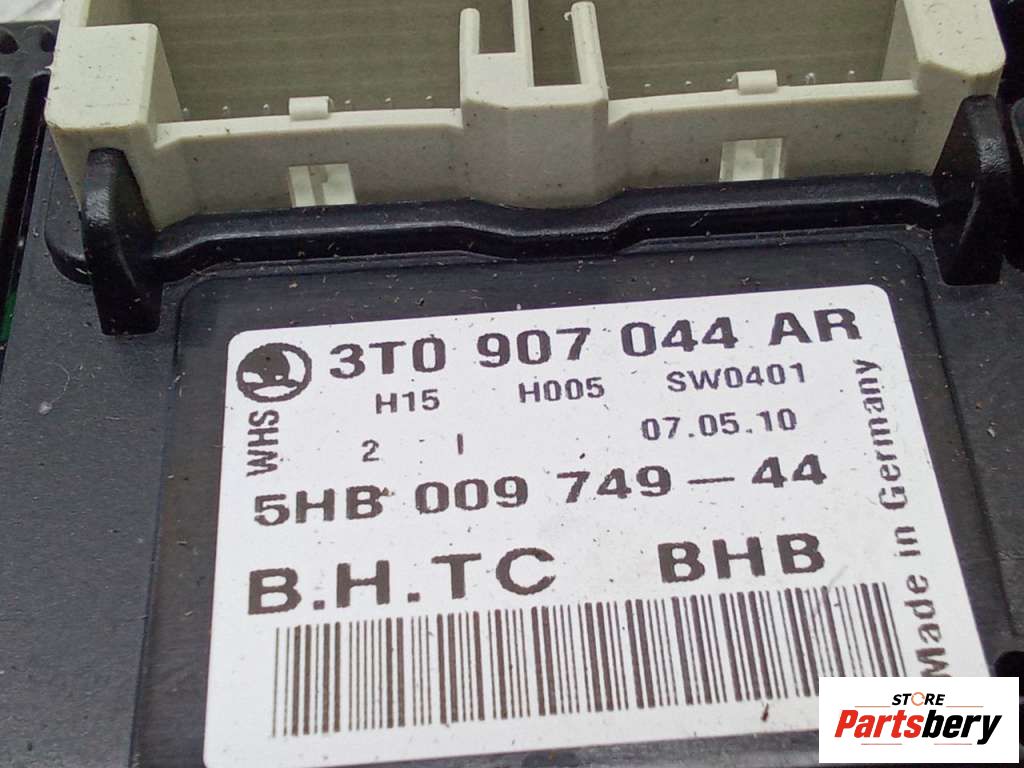 3T0 907 044 AR
H15 H005 SW0401
WHS
2 I 07.05.10
5HB 009 749-44
B.H.TC BHB
Made in Germany
STORE
Partsbery